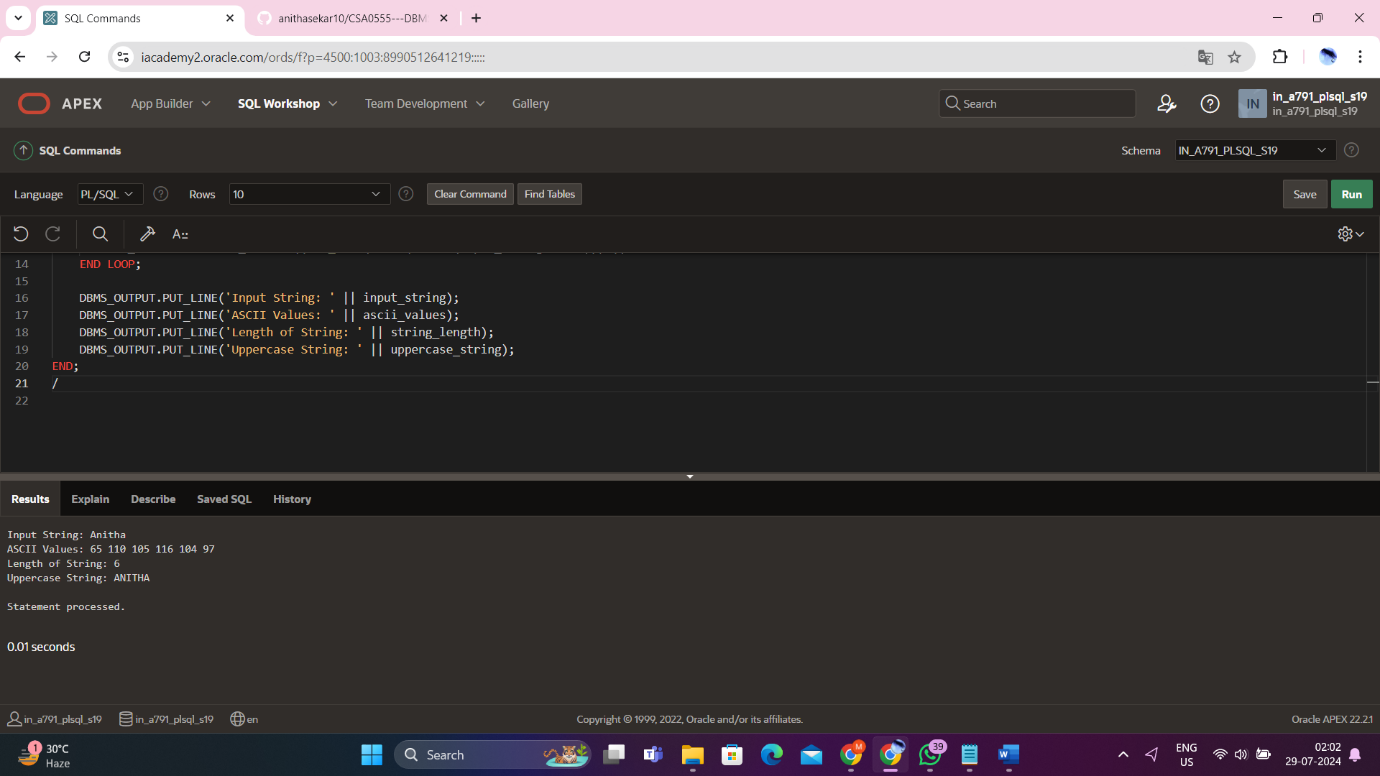 SQL Commands
anithasekar10/CSA0555---DBM
iacademy2.oracle.com/ords/f?p=4500:1003:8990512641219:::::
APEX App Builder SQL Workshop Team Development Gallery Search IN in_a791_plsql_s19
in_a791_plsql_s19
SQL Commands Schema IN_A791_PLSQL_S19
Language PL/SQL Rows 10 Clear Command Find Tables Save Run
A::
14 END LOOP;
15
16 DBMS_OUTPUT.PUT_LINE('Input String: ' || input_string);
17 DBMS_OUTPUT.PUT_LINE('ASCII Values: ' || ascii_values);
18 DBMS_OUTPUT.PUT_LINE('Length of String: ' || string_length);
19 DBMS_OUTPUT.PUT_LINE('Uppercase String: ' || uppercase_string);
20 END;
21 /
22
Results Explain Describe Saved SQL History
Input String: Anitha
ASCII Values: 65 110 105 116 104 97
Length of String: 6
Uppercase String: ANITHA
Statement processed.
0.01 seconds
in_a791_plsql_s19 in_a791_plsql_s19 en Copyright © 1999, 2022, Oracle and/or its affiliates. Oracle APEX 22.2.1
1 30°C
Haze
Search
M
39
W
ENG
US
02:02
29-07-2024